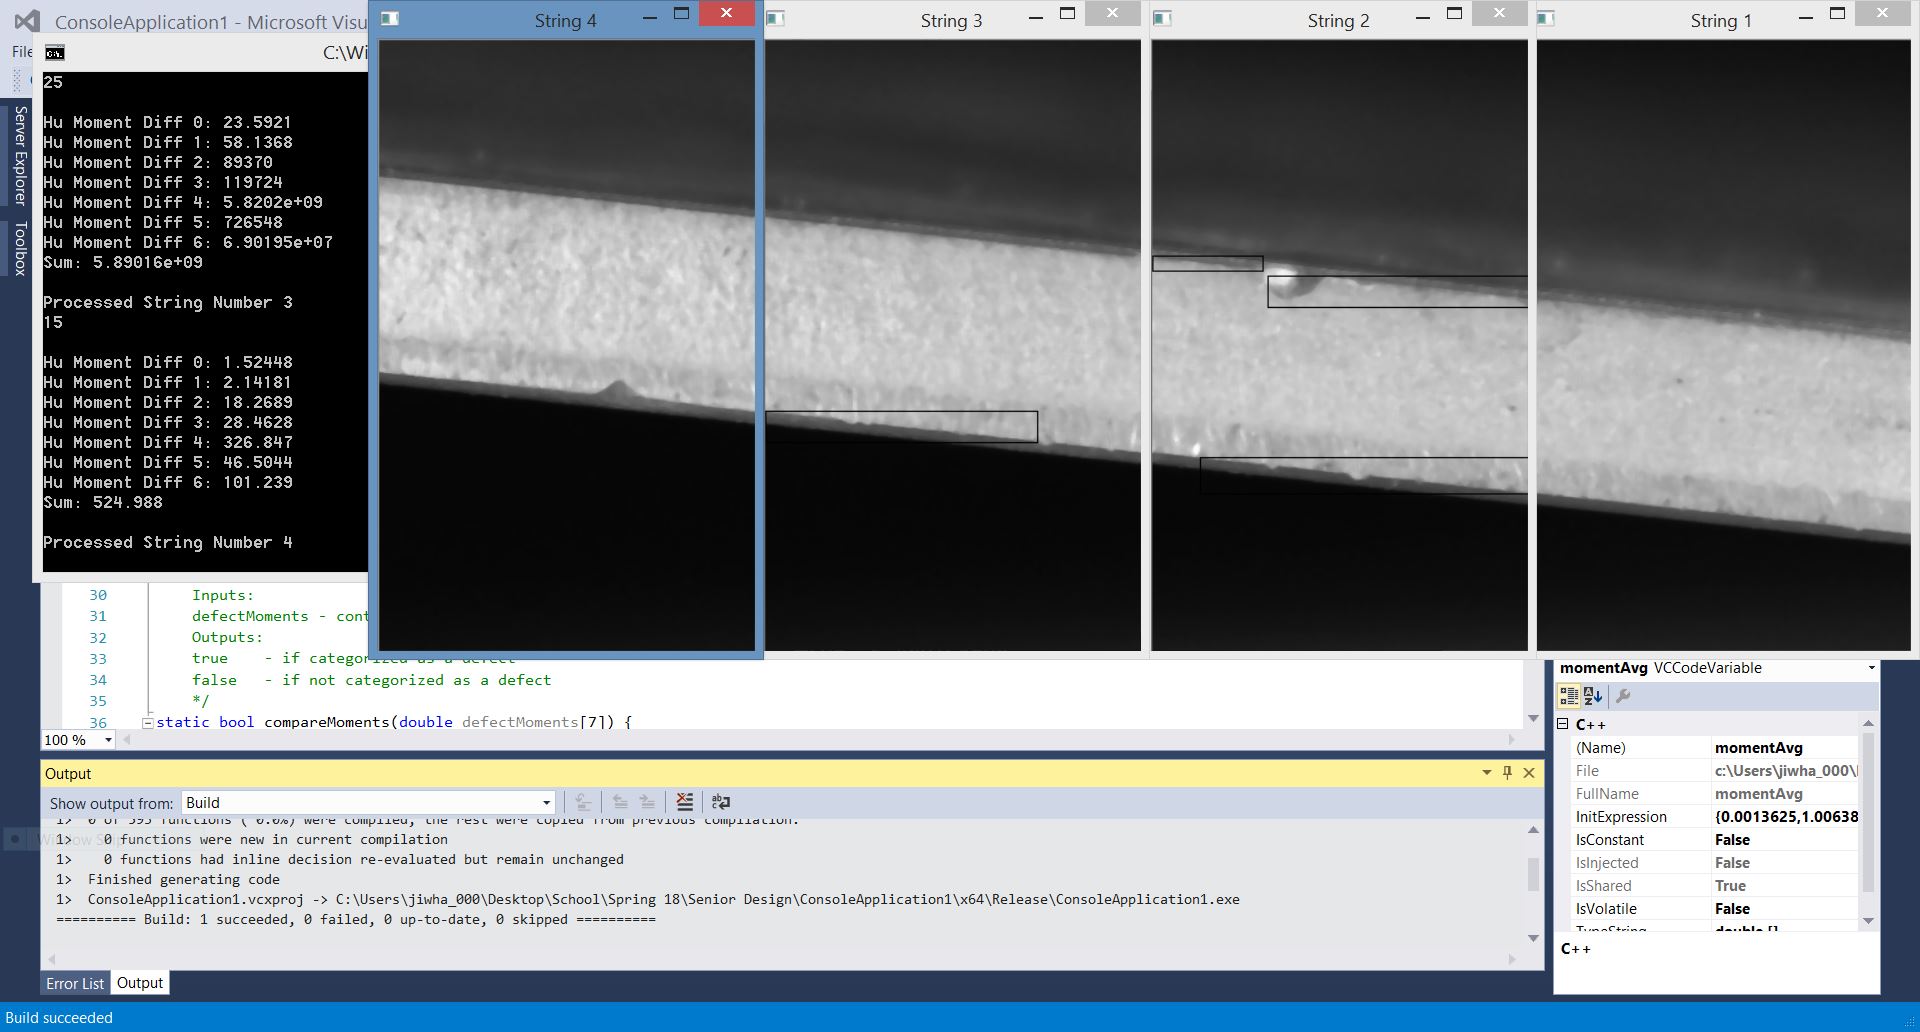 ConsoleApplication1 - Microsoft Visu
File
C:\Wi
String 4
String 3
String 2
String 1
Server Explorer
Toolbox
25
Hu Moment Diff 0: 23.5921
Hu Moment Diff 1: 58.1368
Hu Moment Diff 2: 89370
Hu Moment Diff 3: 119724
Hu Moment Diff 4: 5.8202e+09
Hu Moment Diff 5: 726548
Hu Moment Diff 6: 6.90195e+07
Sum: 5.89016e+09
Processed String Number 3
15
Hu Moment Diff 0: 1.52448
Hu Moment Diff 1: 2.14181
Hu Moment Diff 2: 18.2689
Hu Moment Diff 3: 28.4628
Hu Moment Diff 4: 326.847
Hu Moment Diff 5: 46.5044
Hu Moment Diff 6: 101.239
Sum: 524.988
Processed String Number 4
30 Inputs:
31 defectMoments - cont
32 Outputs:
33 true - if categorized as a defect
34 false - if not categorized as a defect
35 */
36 static bool compareMoments(double defectMoments[7]) {
100 %
Output
Show output from: Build
1> 0 of 595 functions ( 0.0%) were compiled, the rest were copied from previous compilation.
1> 0 functions were new in current compilation
1> 0 functions had inline decision re-evaluated but remain unchanged
1> Finished generating code
1> ConsoleApplication1.vcxproj -> C:\Users\jiwha_000\Desktop\School\Spring 18\Senior Design\ConsoleApplication1\x64\Release\ConsoleApplication1.exe
========== Build: 1 succeeded, 0 failed, 0 up-to-date, 0 skipped ==========
Error List Output
Build succeeded
momentAvg VCCodeVariable
C++
(Name) momentAvg
File c:\Users\jiwha_000\
FullName momentAvg
InitExpression {0.0013625,1.00638
IsConstant False
IsInjected False
IsShared True
IsVolatile False
TypeString double []
C++